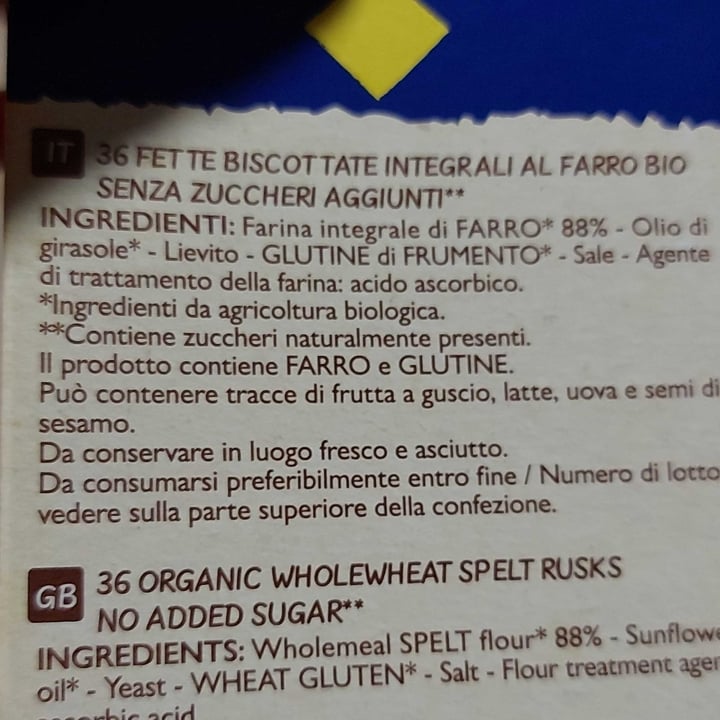 IT 36 FETTE BISCOTTATE INTEGRALI AL FARRO BIO
SENZA ZUCCHERI AGGIUNTI**
INGREDIENTI: Farina integrale di FARRO* 88% - Olio di
girasole* - Lievito - GLUTINE di FRUMENTO* - Sale - Agente
di trattamento della farina: acido ascorbico.
*Ingredienti da agricoltura biologica.
**Contiene zuccheri naturalmente presenti.
Il prodotto contiene FARRO e GLUTINE.
Può contenere tracce di frutta a guscio, latte, uova e semi di
sesamo.
Da conservare in luogo fresco e asciutto.
Da consumarsi preferibilmente entro fine / Numero di lotto
vedere sulla parte superiore della confezione.
GB 36 ORGANIC WHOLEWHEAT SPELT RUSKS
NO ADDED SUGAR**
INGREDIENTS: Wholemeal SPELT flour* 88% - Sunflowe
oil* - Yeast - WHEAT GLUTEN* - Salt - Flour treatment agen
ascorbic acid